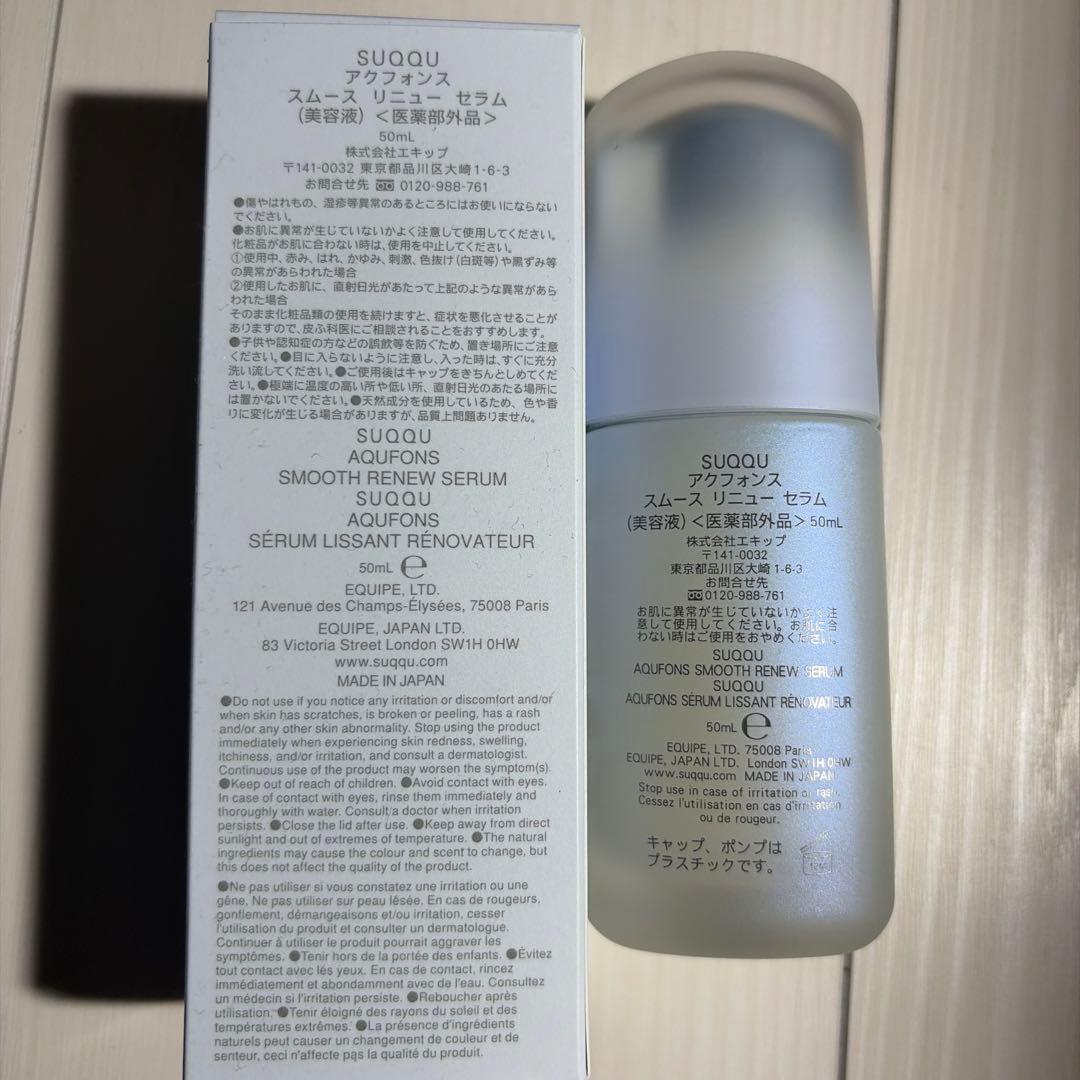 SUQQU
アクフォンス
スムース リニュー セラム
(美容液) <医薬部外品>
50mL
株式会社エキップ
〒141-0032 東京都品川区大崎1-6-3
お問合せ先 0120-988-761
●傷やはれもの、湿疹等異常のあるところにはお使いにならない
でください。
●お肌に異常が生じていないかよく注意して使用してください。
化粧品がお肌に合わない時は、使用を中止してください。
①使用中、赤み、はれ、かゆみ、刺激、色抜け(白斑等)や黒ずみ等
の異常があらわれた場合
②使用したお肌に、直射日光があたって上記のような異常があら
われた場合
そのまま化粧品類の使用を続けますと、症状を悪化させることが
ありますので、皮ふ科医にご相談されることをおすすめします。
●子供や認知症の方などの誤飲等を防ぐため、置き場所にご注意
ください。●目に入らないように注意し、入った時は、すぐに充分
洗い流してください。●ご使用後はキャップをきちんとしめてくだ
さい。●極端に温度の高い所や低い所、直射日光のあたる場所に
は置かないでください。●天然成分を使用しているため、色や香
りに変化が生じる場合がありますが、品質上問題ありません。
SUQQU
AQUFONS
SMOOTH RENEW SERUM
SUQQU
AQUFONS
SÉRUM LISSANT RÉNOVATEUR
50mL ℮
EQUIPE, LTD.
121 Avenue des Champs-Élysées, 75008 Paris
EQUIPE, JAPAN LTD.
83 Victoria Street London SW1H 0HW
www.suqqu.com
MADE IN JAPAN
●Do not use if you notice any irritation or discomfort and/or
when skin has scratches, is broken or peeling, has a rash
and/or any other skin abnormality. Stop using the product
immediately when experiencing skin redness, swelling,
itchiness, and/or irritation, and consult a dermatologist.
Continuous use of the product may worsen the symptom(s).
●Keep out of reach of children. ●Avoid contact with eyes.
In case of contact with eyes, rinse them immediately and
thoroughly with water. Consult a doctor when irritation
persists. ●Close the lid after use. ●Keep away from direct
sunlight and out of extremes of temperature. ●The natural
ingredients may cause the colour and scent to change, but
this does not affect the quality of the product.
●Ne pas utiliser si vous constatez une irritation ou une
gêne. Ne pas utiliser sur peau lésée. En cas de rougeurs,
gonflement, démangeaisons et/ou irritation, cesser
l'utilisation du produit et consulter un dermatologue.
Continuer à utiliser le produit pourrait aggraver les
symptômes. ●Tenir hors de la portée des enfants. ●Évitez
tout contact avec lés yeux. En cas de contact, rincez
immédiatement et abondamment avec de l'eau. Consultez
un médecin si l'irritation persiste. ●Reboucher après
utilisation. ●Tenir éloigné des rayons du soleil et des
températures extrêmes. ●La présence d'ingrédients
naturels peut causer un changement de couleur et de
senteur, ceci n'affecte pas la qualité du produit.
SUQQU
アクフォンス
スムース リニュー セラム
(美容液) <医薬部外品> 50mL
株式会社エキップ
〒141-0032
東京都品川区大崎 1-6-3
お問合せ先
0120-988-761
お肌に異常が生じていないかよく注
意して使用してください。お肌に合
わない時はご使用をおやめください。
SUQQU
AQUFONS SMOOTH RENEW SERUM
SUQQU
AQUFONS SÉRUM LISSANT RÉNOVATEUR
50mL ℮
EQUIPE, LTD. 75008 Paris
EQUIPE, JAPAN LTD. London SW1H 0HW
www.suqqu.com MADE IN JAPAN
Stop use in case of irritation or rash.
Cessez l'utilisation en cas d'irritation
ou de rougeur.
キャップ、ポンプは
プラスチックです。
12M